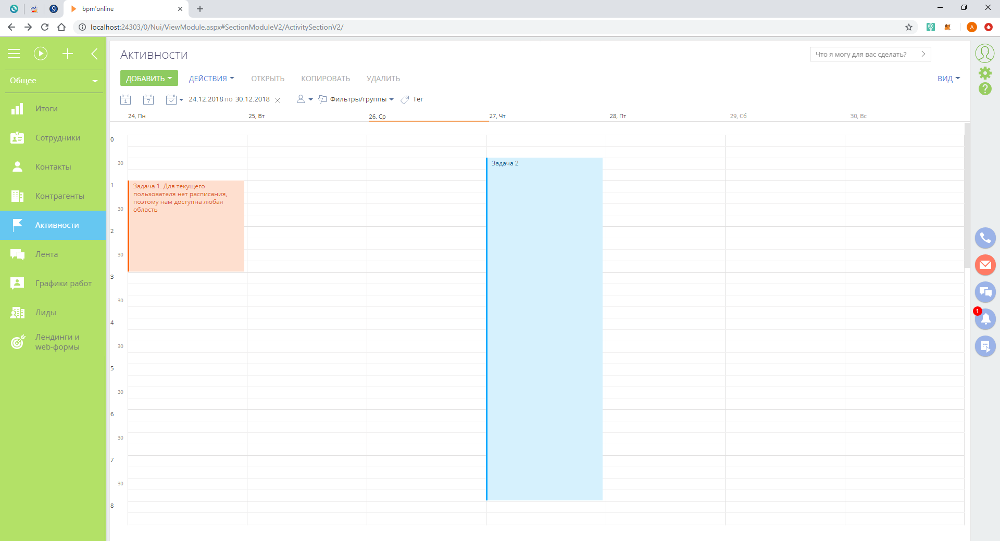 bpm'online
localhost:24303/0/Nui/ViewModule.aspx#SectionModuleV2/ActivitySectionV2/
A
Общее
Итоги
Сотрудники
Контакты
Контрагенты
Активности
Лента
Графики работ
Лиды
Лендинги и
web-формы
Активности
Что я могу для вас сделать?
ДОБАВИТЬ ДЕЙСТВИЯ ОТКРЫТЬ КОПИРОВАТЬ УДАЛИТЬ ВИД
1 7 24.12.2018 по 30.12.2018 Фильтры/группы Тег
24, Пн 25, Вт 26, Ср 27, Чт 28, Пт 29, Сб 30, Вс
0
30
1
30
2
30
3
30
4
30
5
30
6
30
7
30
8
Задача 1. Для текущего
пользователя нет расписания,
поэтому нам доступна любая
область
Задача 2
?
1